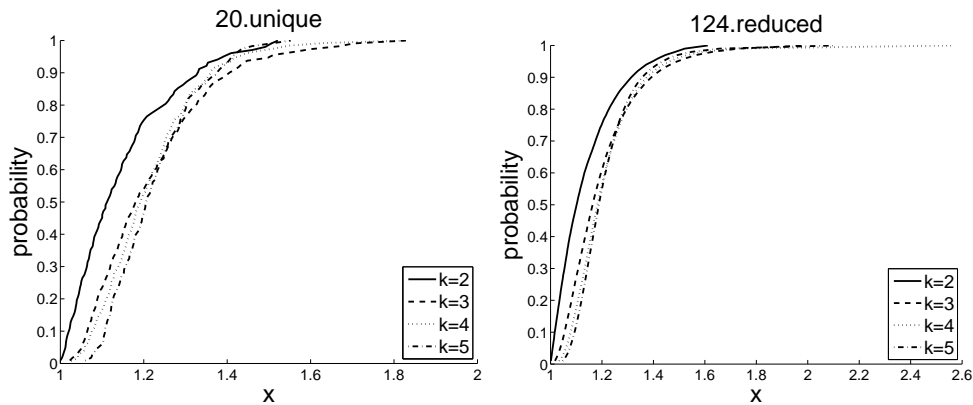 20.unique
probability
1
0.9
0.8
0.7
0.6
0.5
0.4
0.3
0.2
0.1
0
1
1.2
1.4
1.6
1.8
2
x
k=2
k=3
k=4
k=5
124.reduced
probability
1
0.9
0.8
0.7
0.6
0.5
0.4
0.3
0.2
0.1
0
1
1.2
1.4
1.6
1.8
2
2.2
2.4
2.6
x
k=2
k=3
k=4
k=5